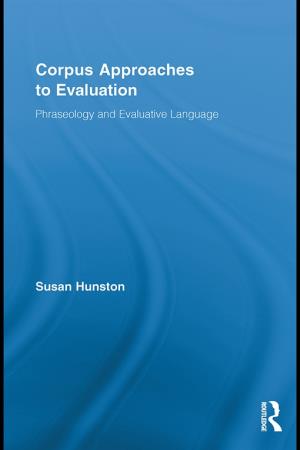 Corpus Approaches
to Evaluation
Phraseology and Evaluative Language
Susan Hunston
ROUTLEDGE